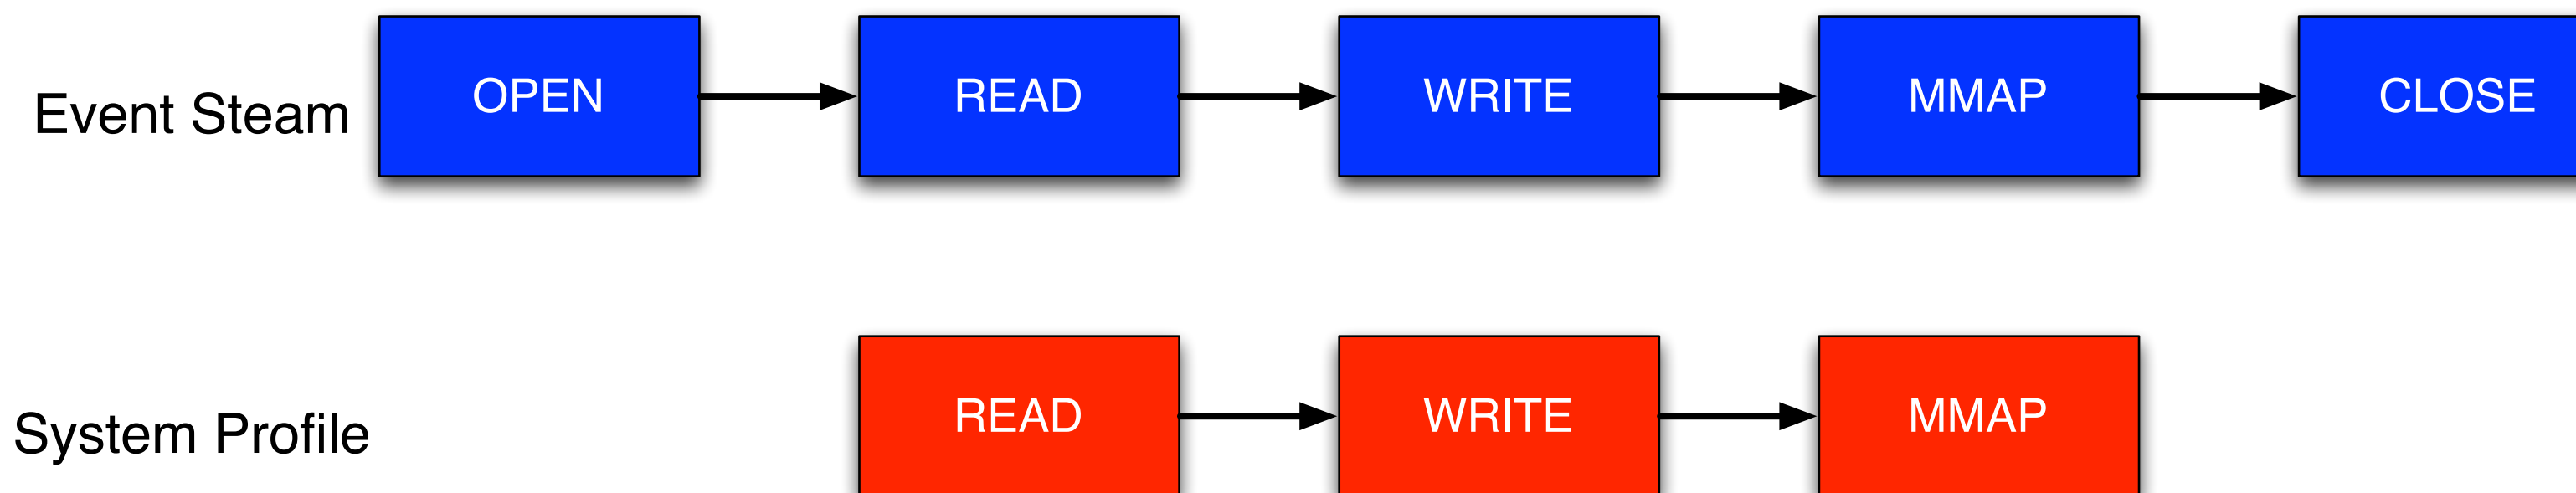 Event Steam OPEN READ WRITE MMAP CLOSE
System Profile READ WRITE MMAP